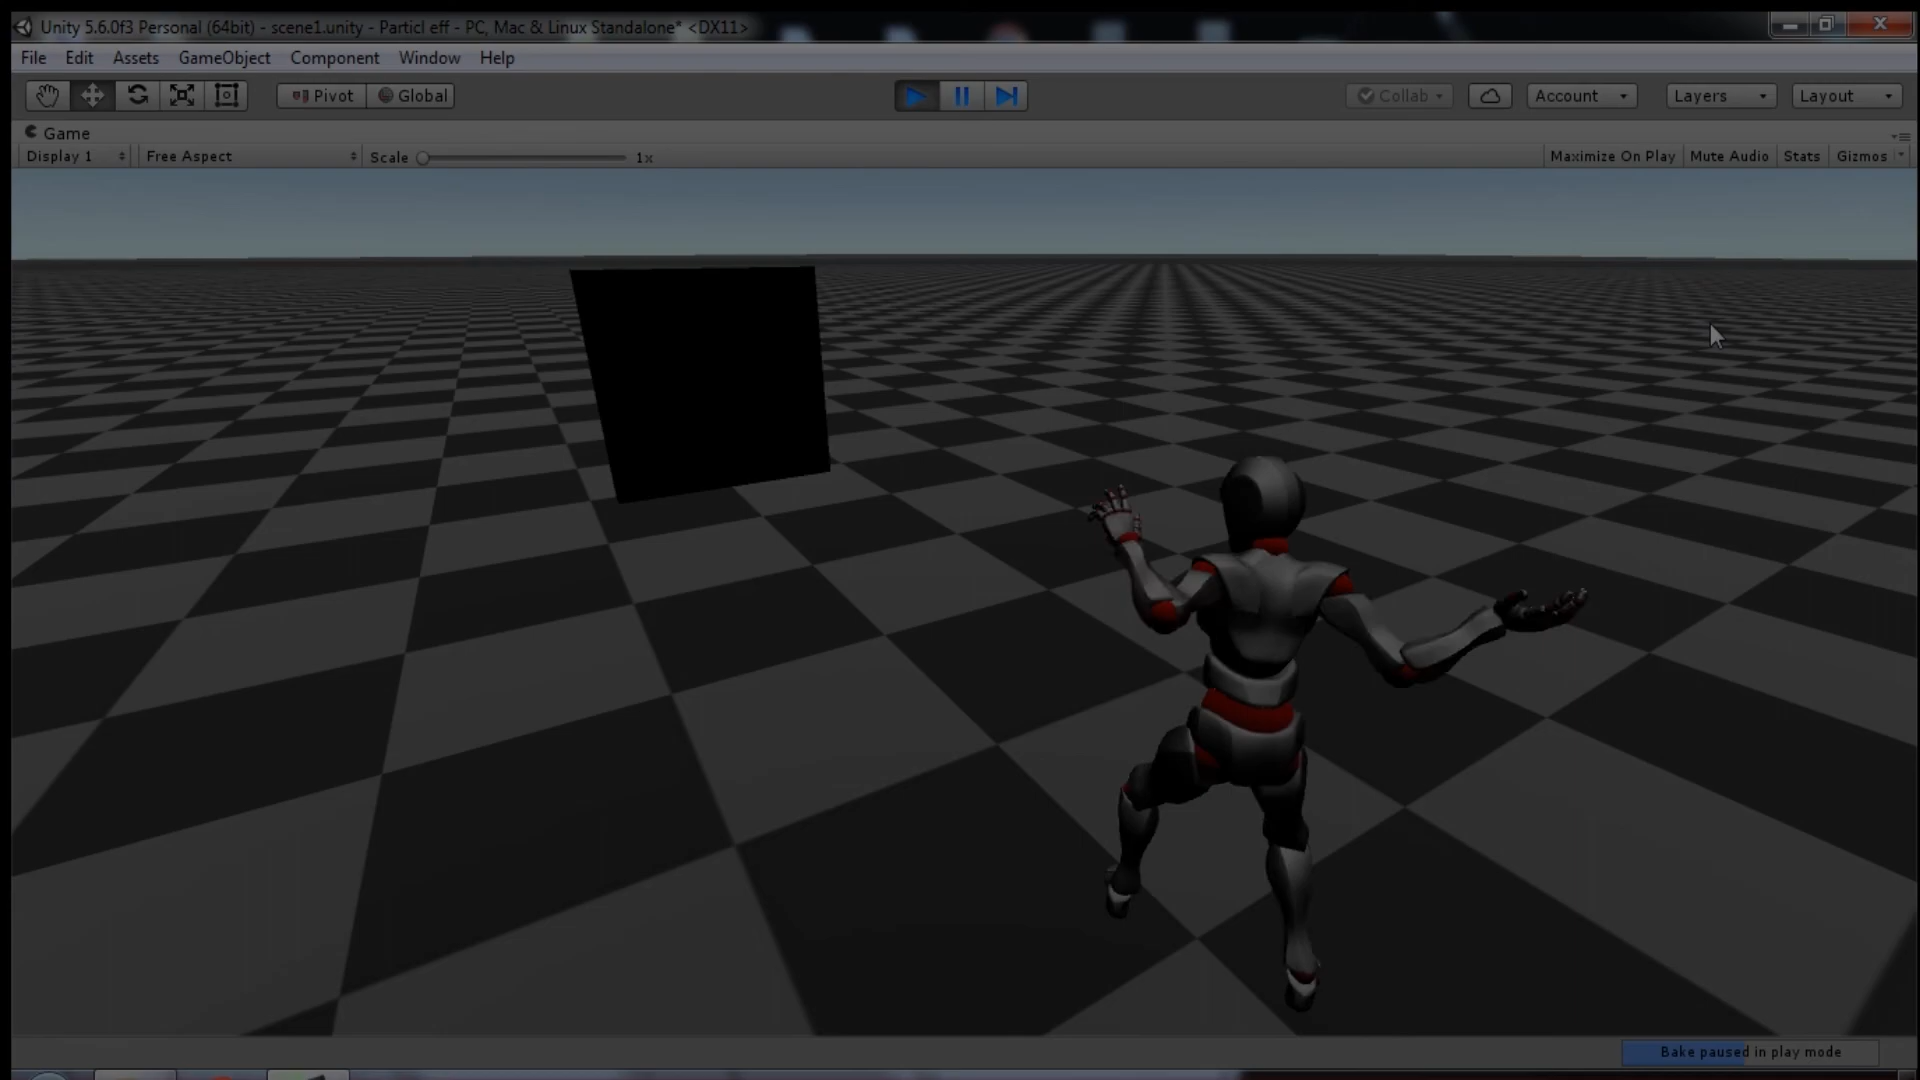 Unity 5.6.0f3 Personal (64bit) - scene1.unity - Particl eff - PC, Mac & Linux Standalone* <DX11>
File Edit Assets GameObject Component Window Help
Pivot Global Collab Account Layers Layout
Game
Display 1 Free Aspect Scale 1x Maximize On Play Mute Audio Stats Gizmos
Bake paused in play mode